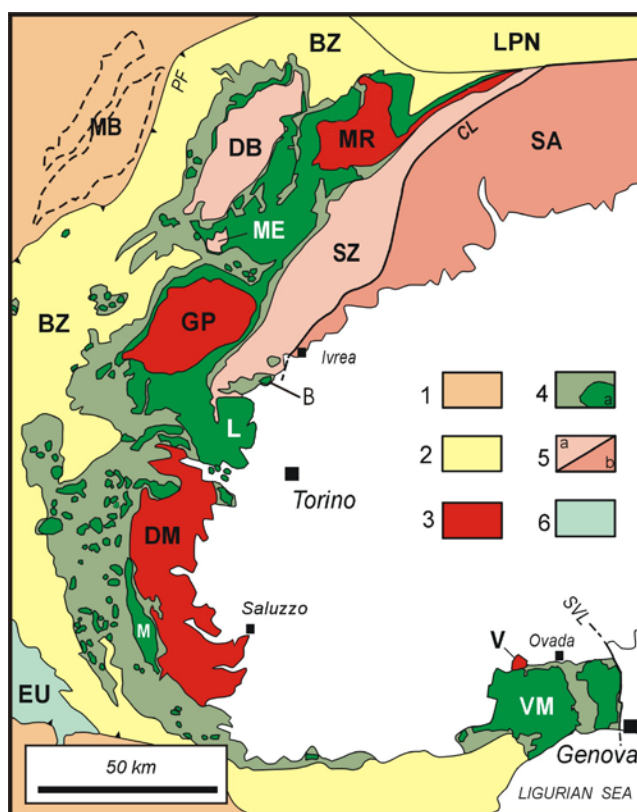 BZ
LPN
PF
MB
DB
MR
CL
SA
ME
SZ
BZ
GP
Ivrea
B
1
4
a
L
2
5
a
b
Torino
3
6
DM
Saluzzo
SVL
M
V
Ovada
EU
VM
Genova
50 km
LIGURIAN SEA